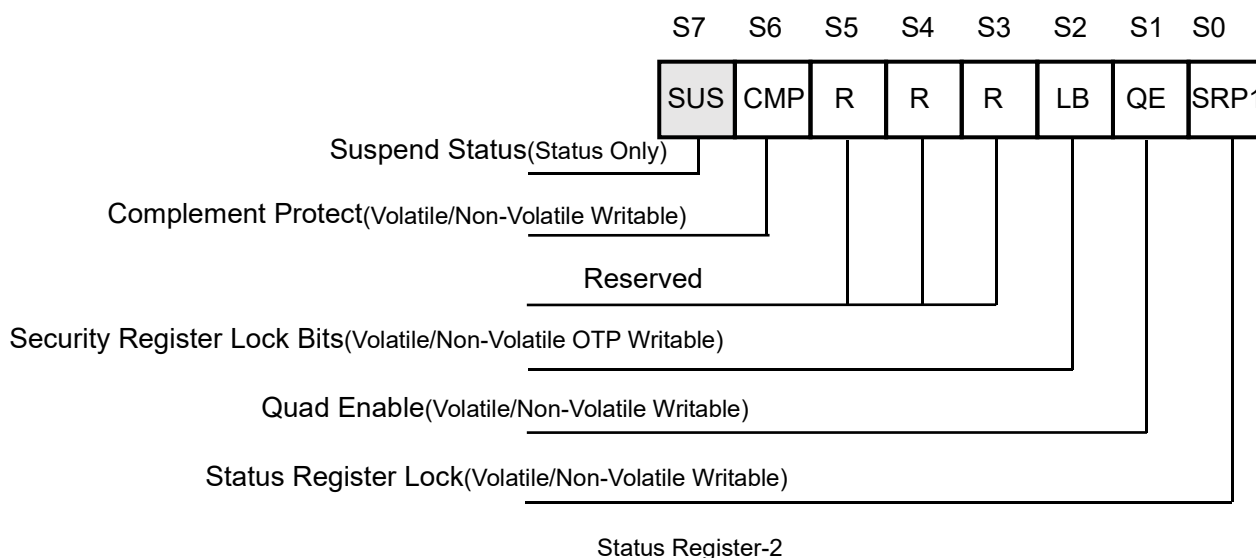 S7 S6 S5 S4 S3 S2 S1 S0
SUS CMP R R R LB QE SRP1
Suspend Status(Status Only)
Complement Protect(Volatile/Non-Volatile Writable)
Reserved
Security Register Lock Bits(Volatile/Non-Volatile OTP Writable)
Quad Enable(Volatile/Non-Volatile Writable)
Status Register Lock(Volatile/Non-Volatile Writable)
Status Register-2